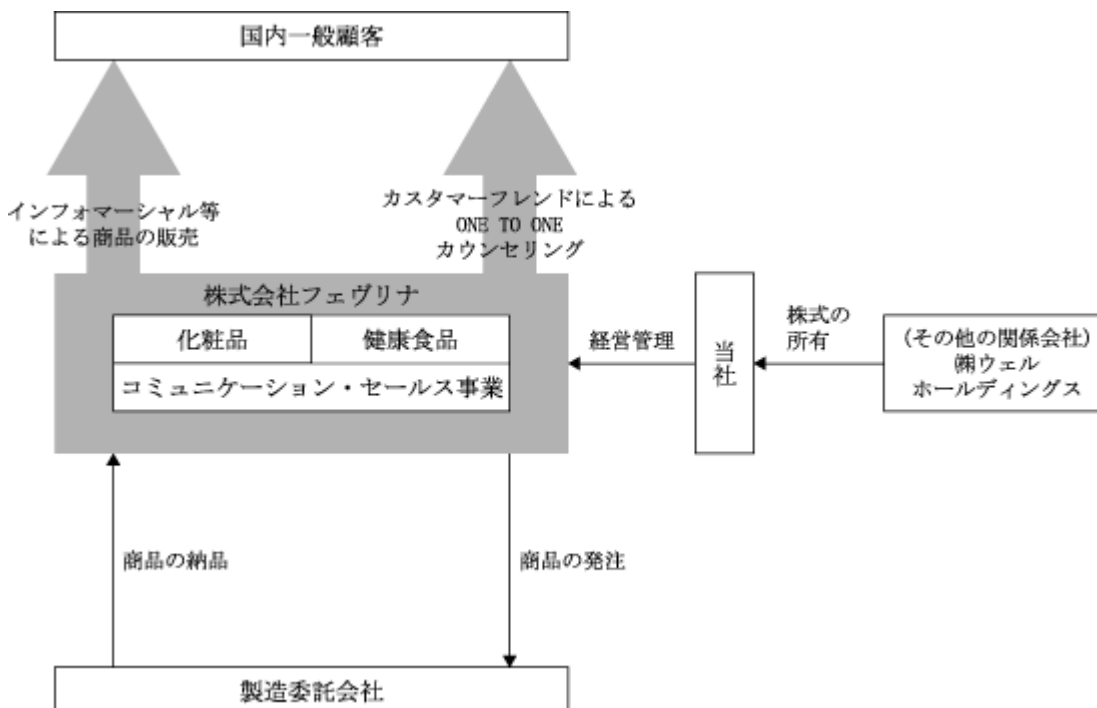 国内一般顧客
インフォマーシャル等
による商品の販売
カスタマーフレンドによる
ONE TO ONE
カウンセリング
株式会社フェヴリナ
化粧品
健康食品
コミュニケーション・セールス事業
経営管理
当社
株式の
所有
(その他の関係会社)
㈱ウェル
ホールディングス
商品の納品
商品の発注
製造委託会社